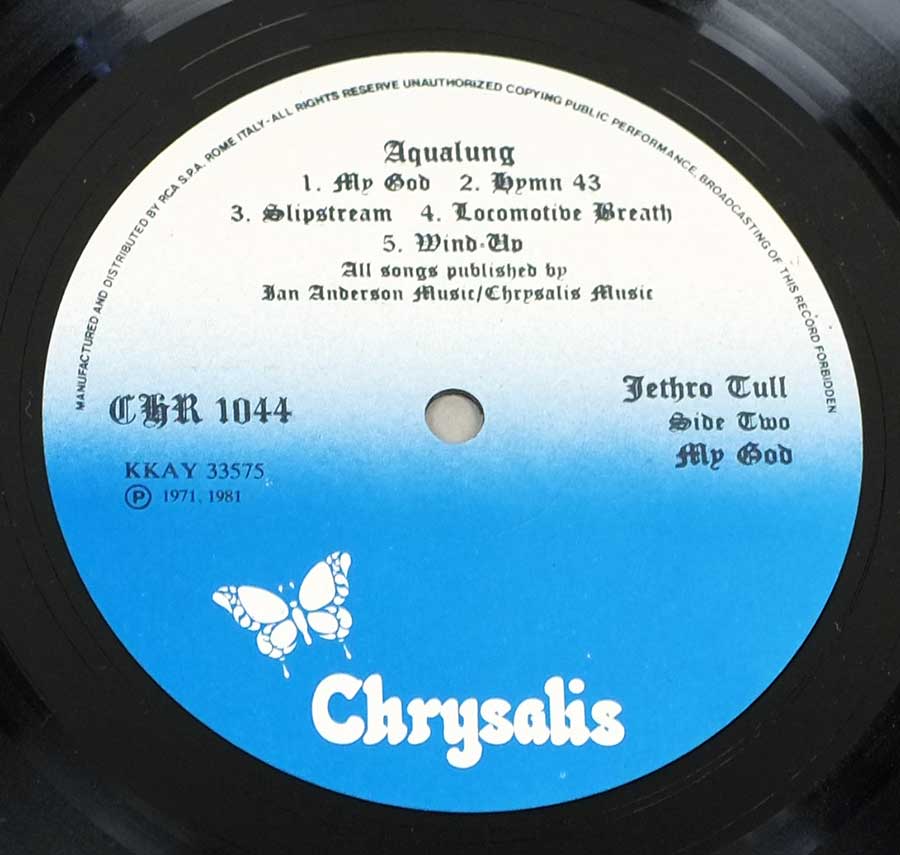 MANUFACTURED AND DISTRIBUTED BY RCA S.P.A. ROME ITALY - ALL RIGHTS RESERVE UNAUTHORIZED COPYING PUBLIC PERFORMANCE, BROADCASTING OF THIS RECORD FORBIDDEN
Aqualung
1. My God 2. Hymn 43
3. Slipstream 4. Locomotive Breath
5. Wind-Up
All songs published by
Ian Anderson Music/Chrysalis Music
CHR 1044
KKAY 33575
Ⓟ 1971, 1981
Jethro Tull
Side Two
My God
Chrysalis